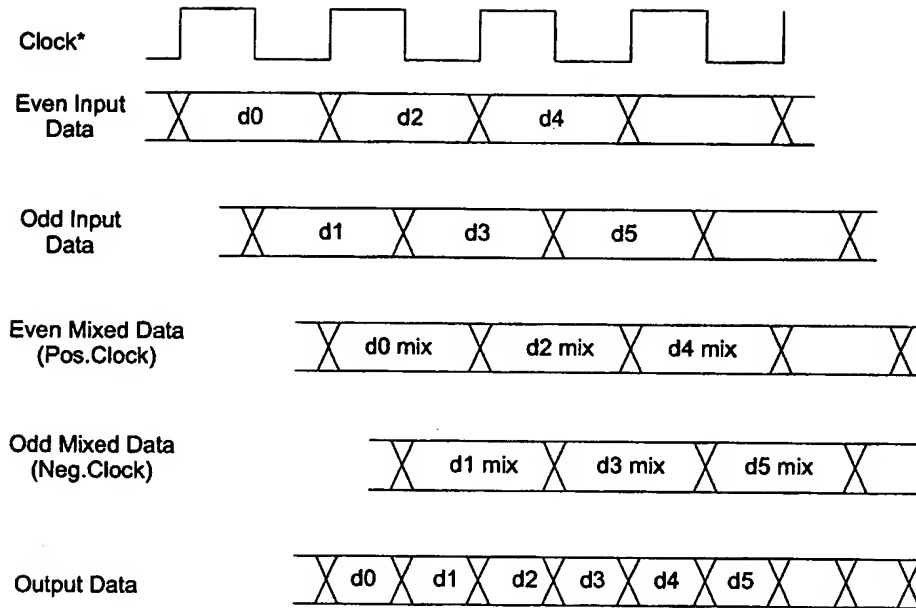 Clock*
Even Input
Data
d0 d2 d4
Odd Input
Data
d1 d3 d5
Even Mixed Data
(Pos.Clock)
d0 mix d2 mix d4 mix
Odd Mixed Data
(Neg.Clock)
d1 mix d3 mix d5 mix
Output Data
d0 d1 d2 d3 d4 d5